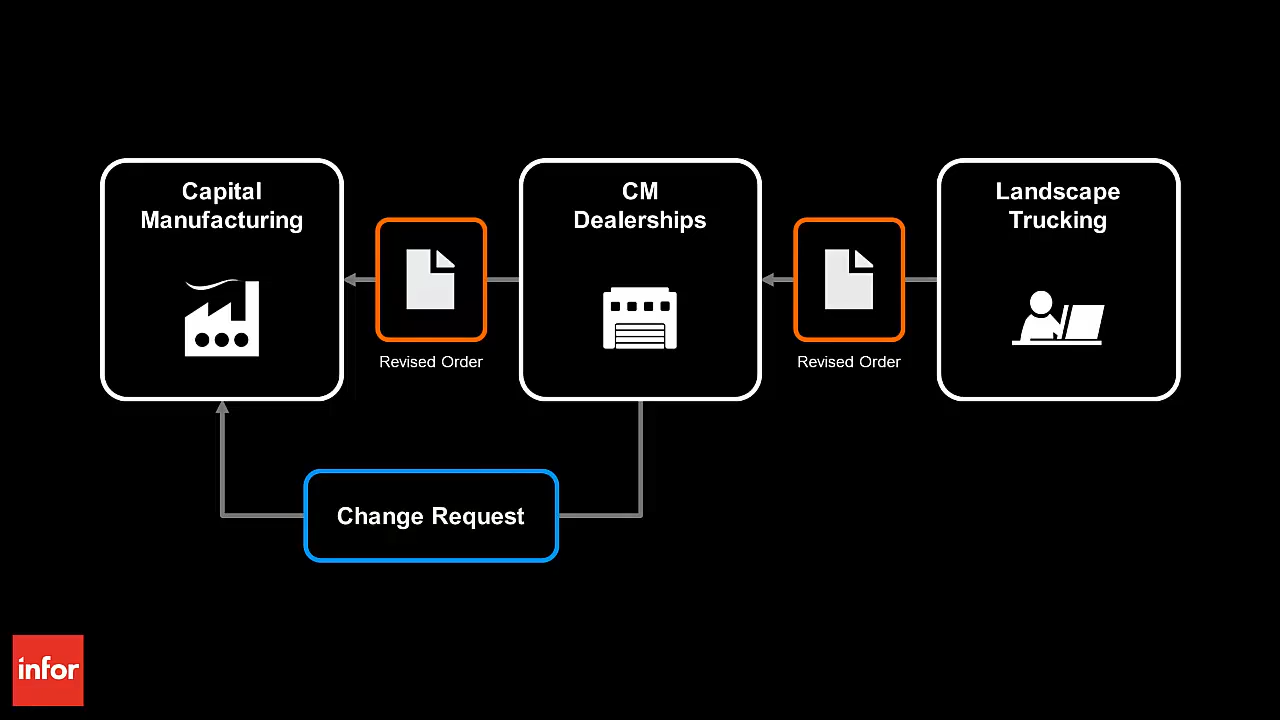 Capital
Manufacturing
CM
Dealerships
Landscape
Trucking
Revised Order
Revised Order
Change Request
infor